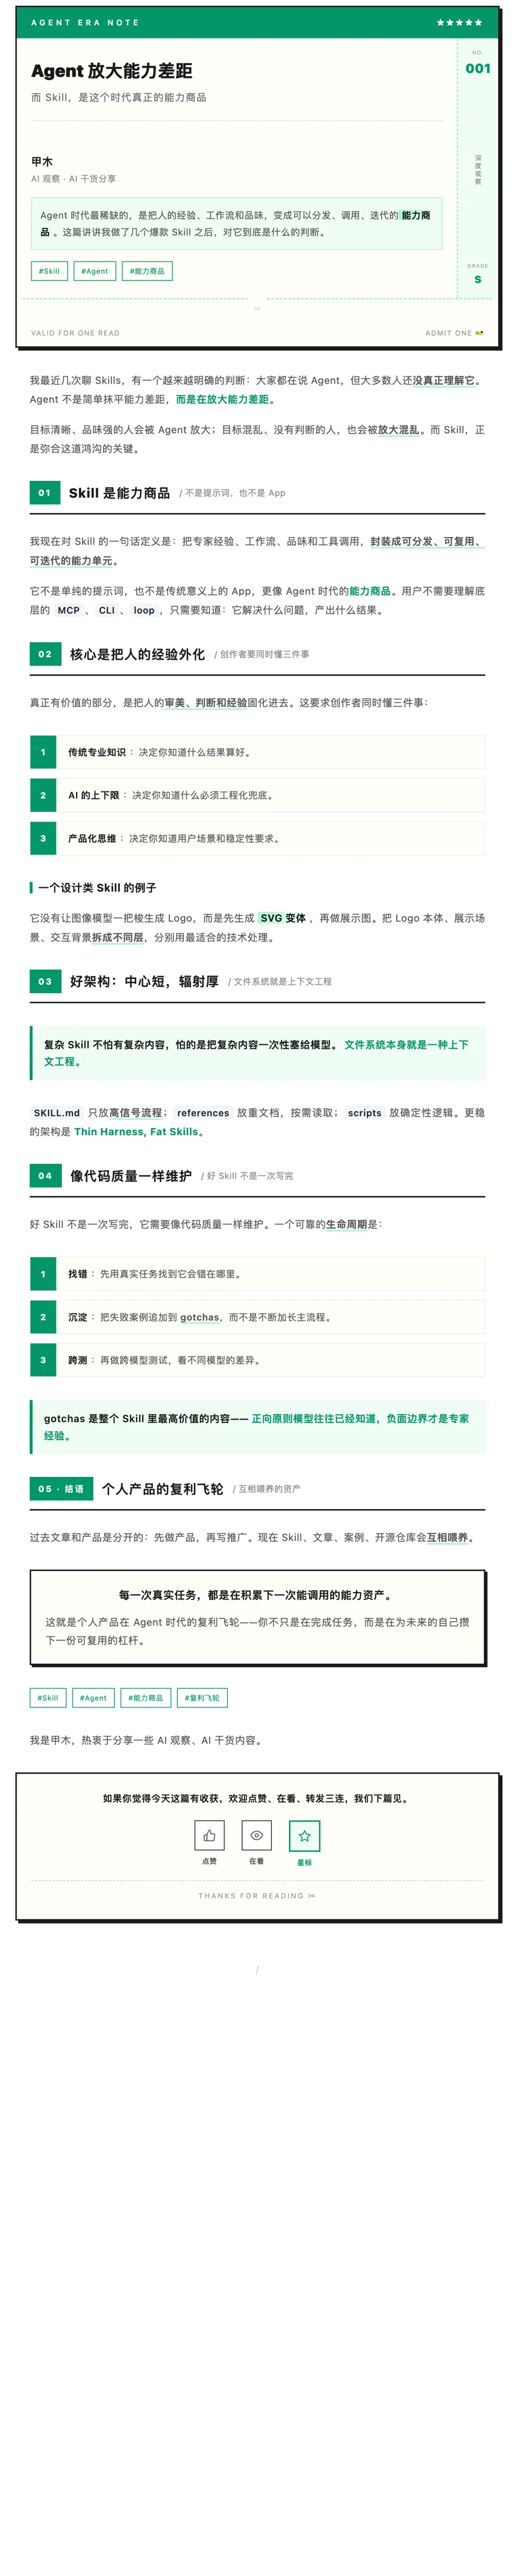 AGENT ERA NOTE
★★★★★
Agent 放大能力差距
而 Skill，是这个时代真正的能力商品
NO.
001
深度观察
GRADE
S
甲木
AI 观察 · AI 干货分享
Agent 时代最稀缺的，是把人的经验、工作流和品味，变成可以分发、调用、迭代的 能力商
品 。这篇讲讲我做了几个爆款 Skill 之后，对它到底是什么的判断。
#Skill
#Agent
#能力商品
✂
VALID FOR ONE READ
ADMIT ONE 🎫
我最近几次聊 Skills，有一个越来越明确的判断：大家都在说 Agent，但大多数人还没真正理解它。
Agent 不是简单抹平能力差距，而是在放大能力差距。
目标清晰、品味强的人会被 Agent 放大；目标混乱、没有判断的人，也会被放大混乱。而 Skill，正
是弥合这道鸿沟的关键。
01
Skill 是能力商品
/ 不是提示词，也不是 App
我现在对 Skill 的一句话定义是：把专家经验、工作流、品味和工具调用，封装成可分发、可复用、
可迭代的能力单元。
它不是单纯的提示词，也不是传统意义上的 App，更像 Agent 时代的能力商品。用户不需要理解底
层的 MCP 、 CLI 、 loop ，只需要知道：它解决什么问题，产出什么结果。
02
核心是把人的经验外化
/ 创作者要同时懂三件事
真正有价值的部分，是把人的审美、判断和经验固化进去。这要求创作者同时懂三件事：
1
传统专业知识 ：决定你知道什么结果算好。
2
AI 的上下限 ：决定你知道什么必须工程化兜底。
3
产品化思维 ：决定你知道用户场景和稳定性要求。
一个设计类 Skill 的例子
它没有让图像模型一把梭生成 Logo，而是先生成 SVG 变体 ，再做展示图。把 Logo 本体、展示场
景、交互背景拆成不同层，分别用最适合的技术处理。
03
好架构：中心短，辐射厚
/ 文件系统就是上下文工程
复杂 Skill 不怕有复杂内容，怕的是把复杂内容一次性塞给模型。 文件系统本身就是一种上下
文工程。
SKILL.md 只放高信号流程； references 放重文档，按需读取； scripts 放确定性逻辑。更稳
的架构是 Thin Harness, Fat Skills。
04
像代码质量一样维护
/ 好 Skill 不是一次写完
好 Skill 不是一次写完，它需要像代码质量一样维护。一个可靠的生命周期是：
1
找错 ：先用真实任务找到它会错在哪里。
2
沉淀 ：把失败案例追加到 gotchas，而不是不断加长主流程。
3
跨测 ：再做跨模型测试，看不同模型的差异。
gotchas 是整个 Skill 里最高价值的内容—— 正向原则模型往往已经知道，负面边界才是专家
经验。
05 · 结语
个人产品的复利飞轮
/ 互相喂养的资产
过去文章和产品是分开的：先做产品，再写推广。现在 Skill、文章、案例、开源仓库会互相喂养。
每一次真实任务，都是在积累下一次能调用的能力资产。
这就是个人产品在 Agent 时代的复利飞轮——你不只是在完成任务，而是在为未来的自己攒
下一份可复用的杠杆。
#Skill
#Agent
#能力商品
#复利飞轮
我是甲木，热衷于分享一些 AI 观察、AI 干货内容。
如果你觉得今天这篇有收获，欢迎点赞、在看、转发三连，我们下篇见。
点赞
在看
星标
THANKS FOR READING ✂
/